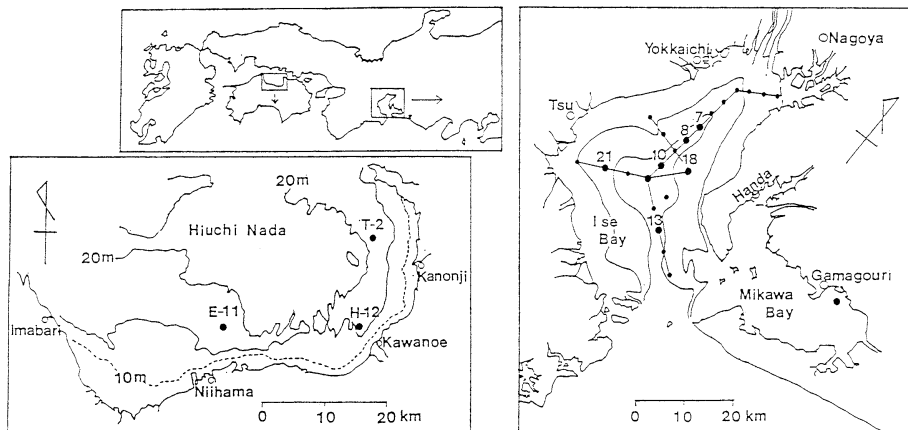 20m
Hiuchi Nada
T-2
20m
Kanonji
E-11
H-12
Imabari
Kawanoe
10m
Niihama
0 10 20 km
Nagoya
Yokkaichi
Tsu
7
8
10
18
21
13
Ise
Bay
Handa
Gamagouri
Mikawa
Bay
0 10 20 km